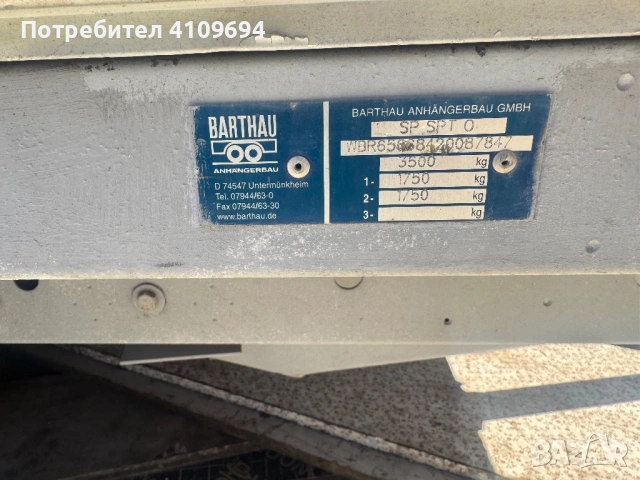 Потребител 4109694
BARTHAU
ANHÄNGERBAU
D 74547 Untermünkheim
Tel. 07944/63-0
Fax 07944/63-30
www.barthau.de
BARTHAU ANHÄNGERBAU GMBH
SP SPT O
3500 kg
1- 1750 kg
2- 1750 kg
3- kg
BAZAR